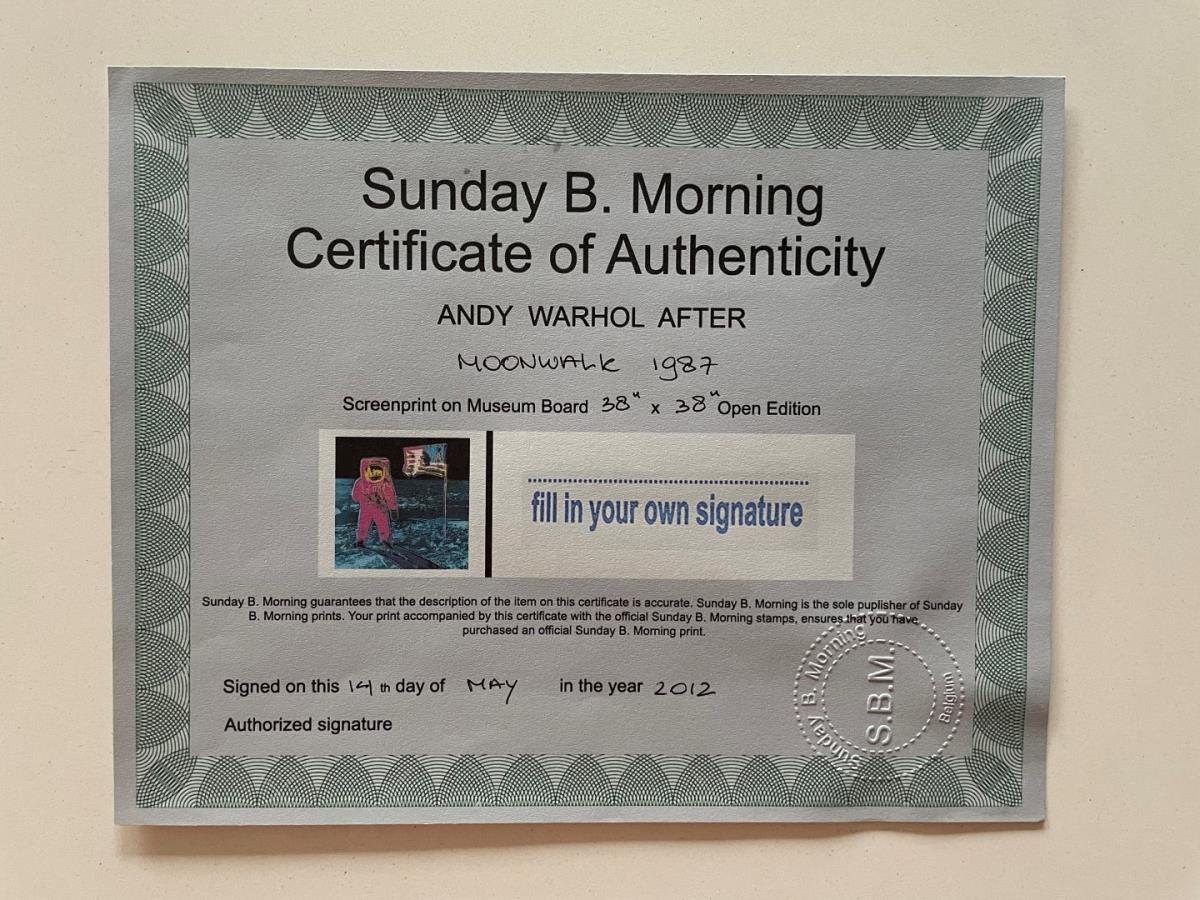 Sunday B. Morning
Certificate of Authenticity
ANDY WARHOL AFTER
MOONWALK 1987
Screenprint on Museum Board 38" x 38" Open Edition
fill in your own signature
Sunday B. Morning guarantees that the description of the item on this certificate is accurate. Sunday B. Morning is the sole puplisher of Sunday
B. Morning prints. Your print accompanied by this certificate with the official Sunday B. Morning stamps, ensures that you have
purchased an official Sunday B. Morning print.
Signed on this 14 th day of MAY in the year 2012
Authorized signature
Sunday B. Morning
S.B.M.
Belgium